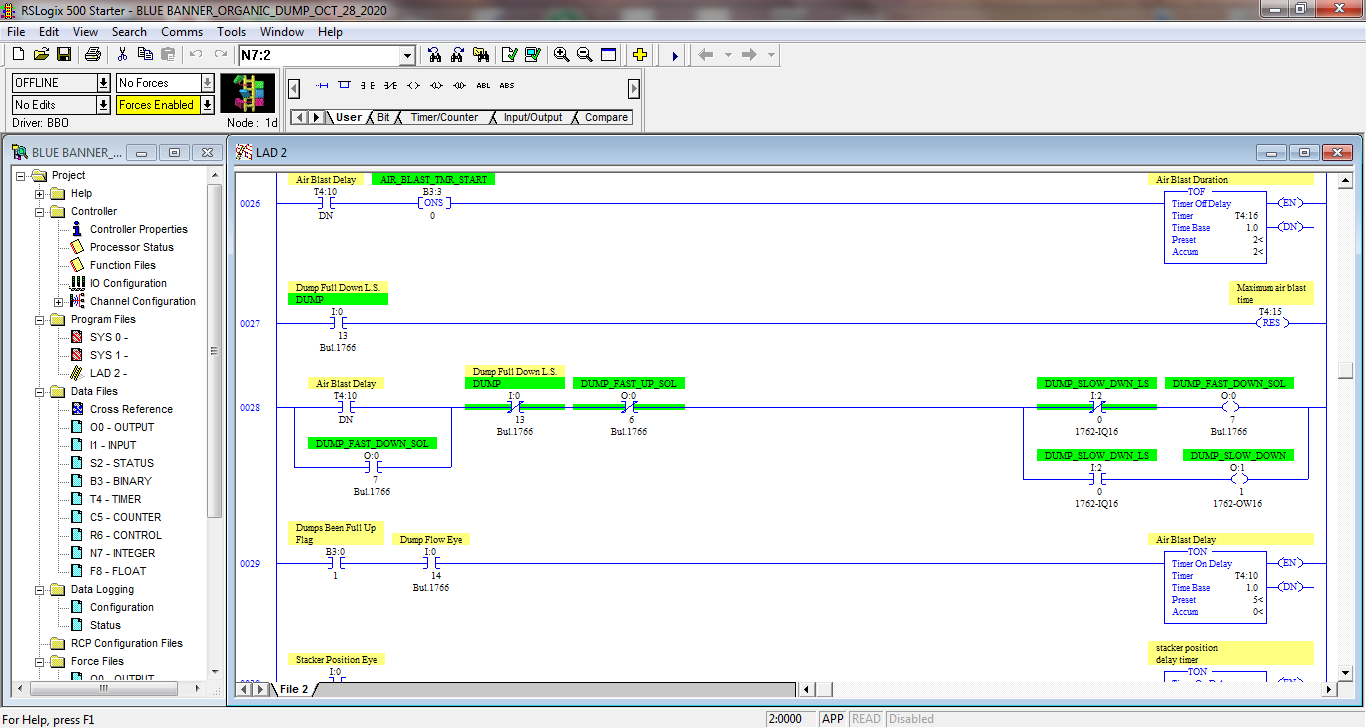 RSLogix 500 Starter - BLUE BANNER_ORGANIC_DUMP_OCT_28_2020
File Edit View Search Comms Tools Window Help
N7:2
OFFLINE No Forces
No Edits Forces Enabled
Driver: BBO Node : 1d
ABL ABS
User Bit Timer/Counter Input/Output Compare
BLUE BANNER_...
Project
Help
Controller
Controller Properties
Processor Status
Function Files
IO Configuration
Channel Configuration
Program Files
SYS 0 -
SYS 1 -
LAD 2 -
Data Files
Cross Reference
O0 - OUTPUT
I1 - INPUT
S2 - STATUS
B3 - BINARY
T4 - TIMER
C5 - COUNTER
R6 - CONTROL
N7 - INTEGER
F8 - FLOAT
Data Logging
Configuration
Status
RCP Configuration Files
Force Files
O0 - OUTPUT
LAD 2
Air Blast Delay AIR_BLAST_TMR_START Air Blast Duration
T4:10 B3:3 TOF
0026 ONS Timer Off Delay EN
DN 0 Timer T4:16
Time Base 1.0 DN
Preset 2<
Accum 2<
Dump Full Down L.S. Maximum air blast
DUMP time
I:0 T4:15
0027 RES
13
Bul.1766
Dump Full Down L.S.
Air Blast Delay DUMP DUMP_FAST_UP_SOL DUMP_SLOW_DWN_LS DUMP_FAST_DOWN_SOL
T4:10 I:0 O:0 I:2 O:0
0028
DN 13 6 0 7
Bul.1766 Bul.1766 1762-IQ16 Bul.1766
DUMP_FAST_DOWN_SOL DUMP_SLOW_DWN_LS DUMP_SLOW_DOWN
O:0 I:2 O:1
7 0 1
Bul.1766 1762-IQ16 1762-OW16
Dumps Been Full Up
Flag Dump Flow Eye Air Blast Delay
B3:0 I:0 TON
0029 Timer On Delay EN
1 14 Timer T4:10
Bul.1766 Time Base 1.0 DN
Preset 5<
Accum 0<
stacker position
Stacker Position Eye delay timer
I:0 TON
0030 Timer On Delay EN
File 2
For Help, press F1 2:0000 APP READ Disabled